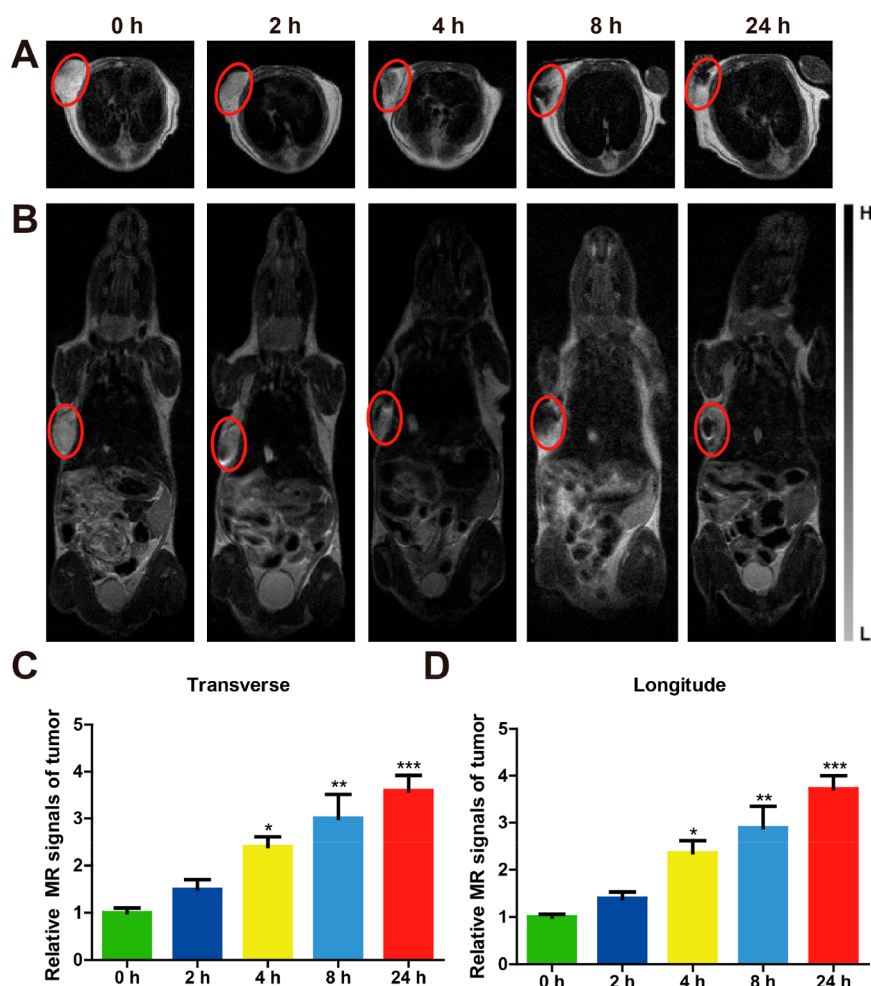 0 h 2 h 4 h 8 h 24 h
A
B
H
L
C
Transverse
Relative MR signals of tumor
5
4
3
2
1
0
*
**
***
0 h 2 h 4 h 8 h 24 h
D
Longitude
Relative MR signals of tumor
5
4
3
2
1
0
*
**
***
0 h 2 h 4 h 8 h 24 h